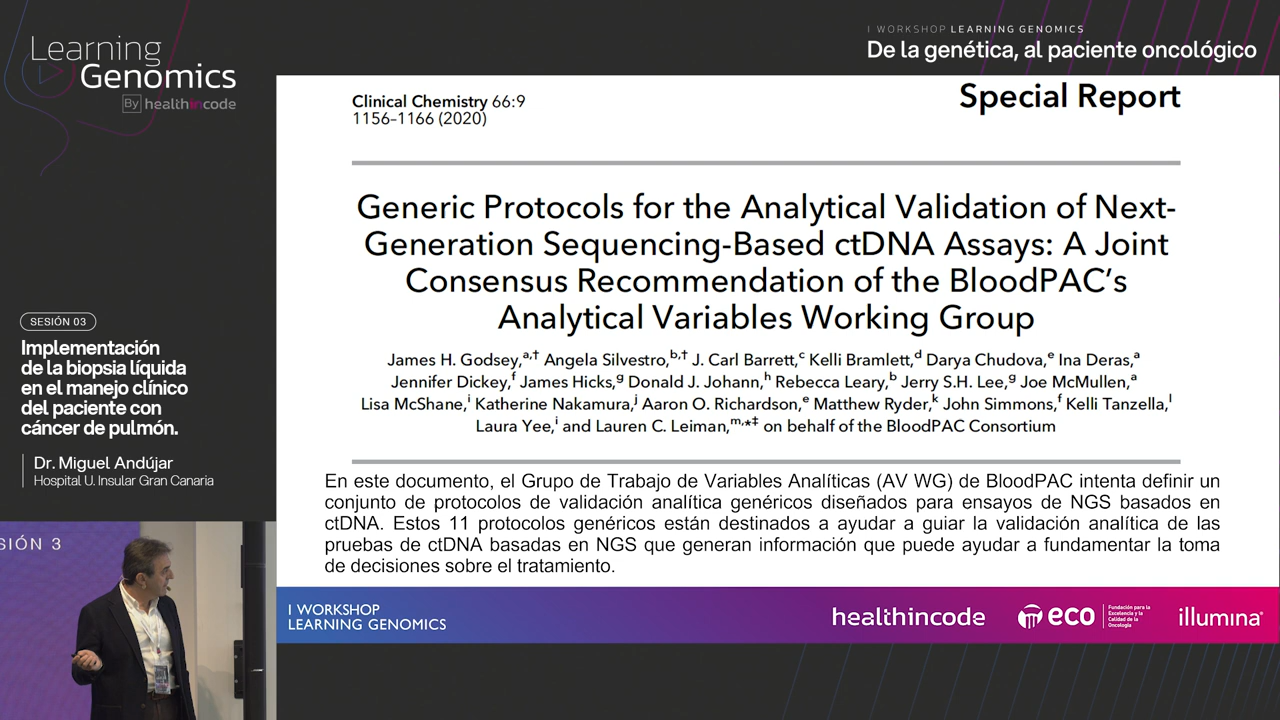 Learning
Genomics
By healthincode
I WORKSHOP LEARNING GENOMICS
De la genética, al paciente oncológico
Clinical Chemistry 66:9
1156–1166 (2020)
Special Report
Generic Protocols for the Analytical Validation of Next-
Generation Sequencing-Based ctDNA Assays: A Joint
Consensus Recommendation of the BloodPAC's
Analytical Variables Working Group
James H. Godsey,a,† Angela Silvestro,b,† J. Carl Barrett,c Kelli Bramlett,d Darya Chudova,e Ina Deras,a
Jennifer Dickey,f James Hicks,g Donald J. Johann,h Rebecca Leary,b Jerry S.H. Lee,g Joe McMullen,a
Lisa McShane,i Katherine Nakamura,j Aaron O. Richardson,e Matthew Ryder,k John Simmons,f Kelli Tanzella,l
Laura Yee,i and Lauren C. Leiman,m,*‡ on behalf of the BloodPAC Consortium
En este documento, el Grupo de Trabajo de Variables Analíticas (AV WG) de BloodPAC intenta definir un
conjunto de protocolos de validación analítica genéricos diseñados para ensayos de NGS basados en
ctDNA. Estos 11 protocolos genéricos están destinados a ayudar a guiar la validación analítica de las
pruebas de ctDNA basadas en NGS que generan información que puede ayudar a fundamentar la toma
de decisiones sobre el tratamiento.
SESIÓN 03
Implementación
de la biopsia líquida
en el manejo clínico
del paciente con
cáncer de pulmón.
Dr. Miguel Andújar
Hospital U. Insular Gran Canaria
SIÓN 3
I WORKSHOP
LEARNING GENOMICS
healthincode
eco
Fundación para la
Excelencia y la
Calidad de la
Oncología
illumina®